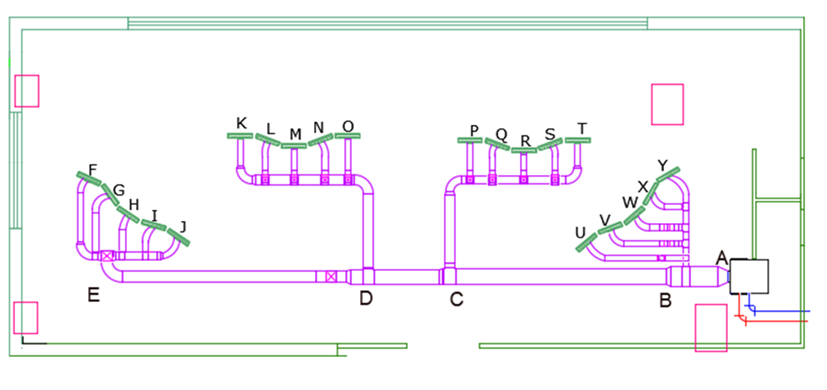 K L M N O
P Q R S T
F G H I J
Y X W V U
A
E D C B